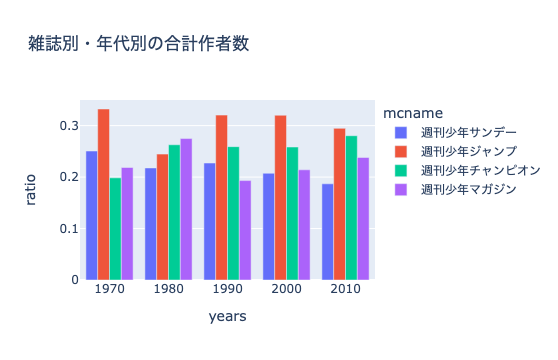 雑誌別・年代別の合計作者数
mcname
週刊少年サンデー
週刊少年ジャンプ
週刊少年チャンピオン
週刊少年マガジン
ratio
0.3
0.2
0.1
0
1970
1980
1990
2000
2010
years